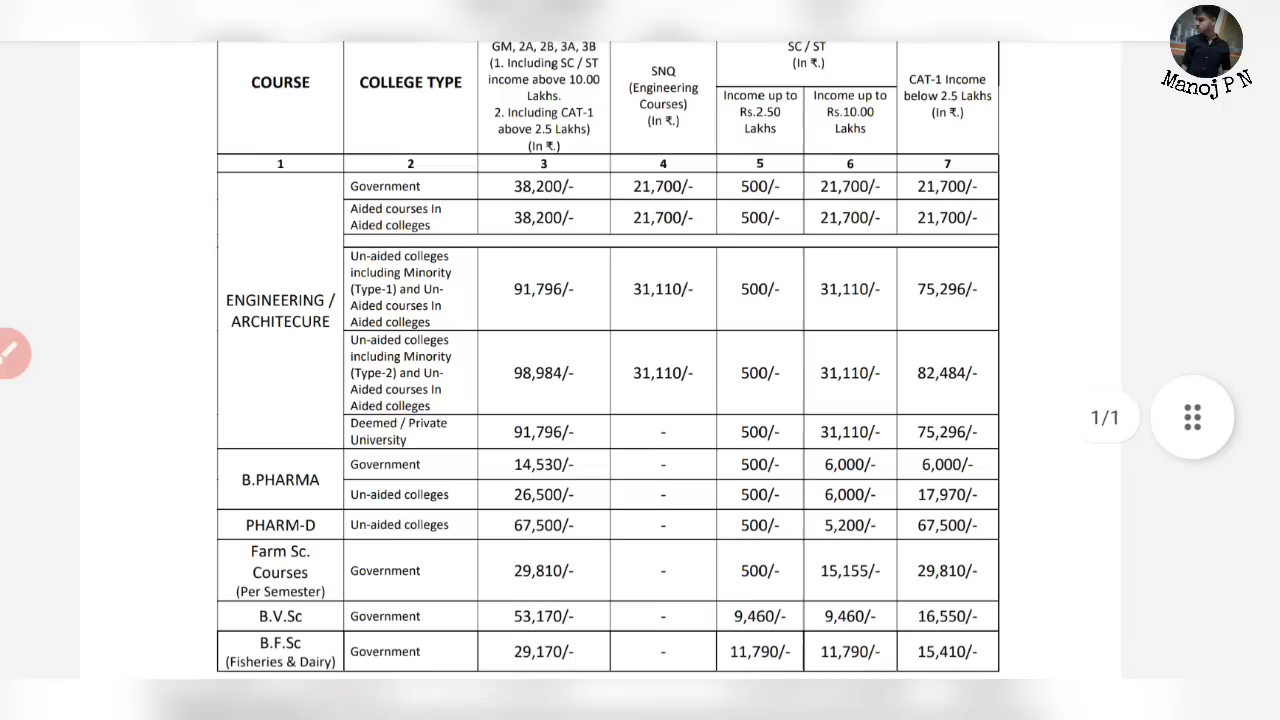 Manoj P N
COURSE
COLLEGE TYPE
GM, 2A, 2B, 3A, 3B
(1. Including SC / ST
income above 10.00
Lakhs.
2. Including CAT-1
above 2.5 Lakhs)
(In ₹.)
SNQ
(Engineering
Courses)
(In ₹.)
SC / ST
(In ₹.)
Income up to
Rs.2.50
Lakhs
Income up to
Rs.10.00
Lakhs
CAT-1 Income
below 2.5 Lakhs
(In ₹.)
1 2 3 4 5 6 7
ENGINEERING /
ARCHITECURE
Government 38,200/- 21,700/- 500/- 21,700/- 21,700/-
Aided courses In
Aided colleges
38,200/- 21,700/- 500/- 21,700/- 21,700/-
Un-aided colleges
including Minority
(Type-1) and Un-
Aided courses In
Aided colleges
91,796/- 31,110/- 500/- 31,110/- 75,296/-
Un-aided colleges
including Minority
(Type-2) and Un-
Aided courses In
Aided colleges
98,984/- 31,110/- 500/- 31,110/- 82,484/-
Deemed / Private
University
91,796/- - 500/- 31,110/- 75,296/-
B.PHARMA
Government 14,530/- - 500/- 6,000/- 6,000/-
Un-aided colleges 26,500/- - 500/- 6,000/- 17,970/-
PHARM-D Un-aided colleges 67,500/- - 500/- 5,200/- 67,500/-
Farm Sc.
Courses
(Per Semester)
Government 29,810/- - 500/- 15,155/- 29,810/-
B.V.Sc Government 53,170/- - 9,460/- 9,460/- 16,550/-
B.F.Sc
(Fisheries & Dairy)
Government 29,170/- - 11,790/- 11,790/- 15,410/-
1/1